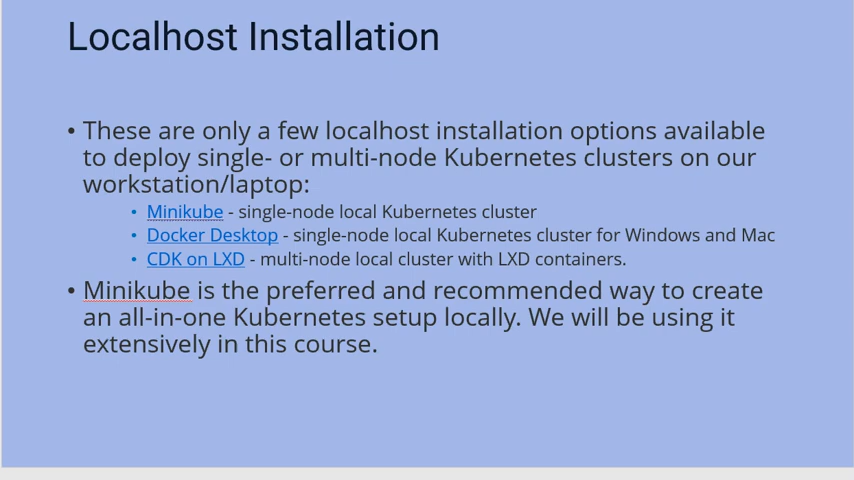 Localhost Installation
• These are only a few localhost installation options available
to deploy single- or multi-node Kubernetes clusters on our
workstation/laptop:
• Minikube - single-node local Kubernetes cluster
• Docker Desktop - single-node local Kubernetes cluster for Windows and Mac
• CDK on LXD - multi-node local cluster with LXD containers.
• Minikube is the preferred and recommended way to create
an all-in-one Kubernetes setup locally. We will be using it
extensively in this course.